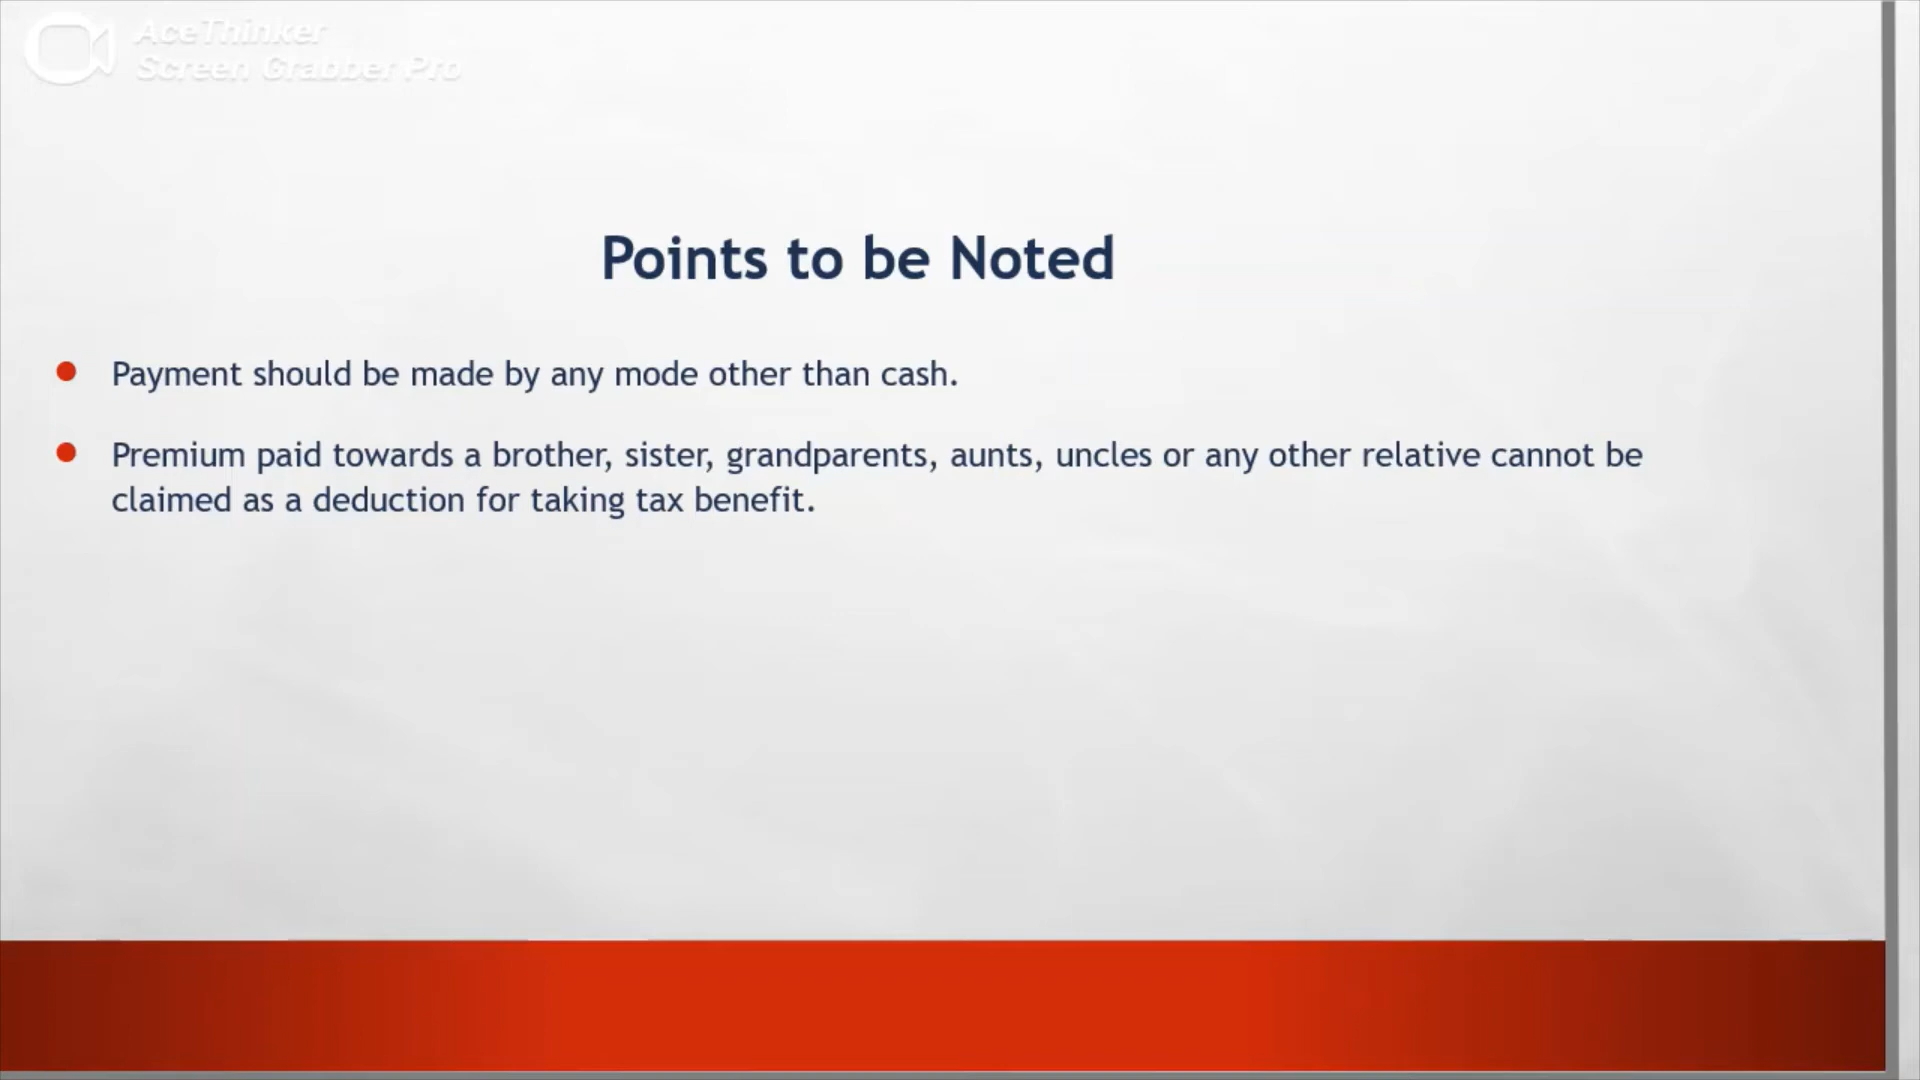 AceThinker
Screen Grabber Pro
Points to be Noted
Payment should be made by any mode other than cash.
Premium paid towards a brother, sister, grandparents, aunts, uncles or any other relative cannot be
claimed as a deduction for taking tax benefit.